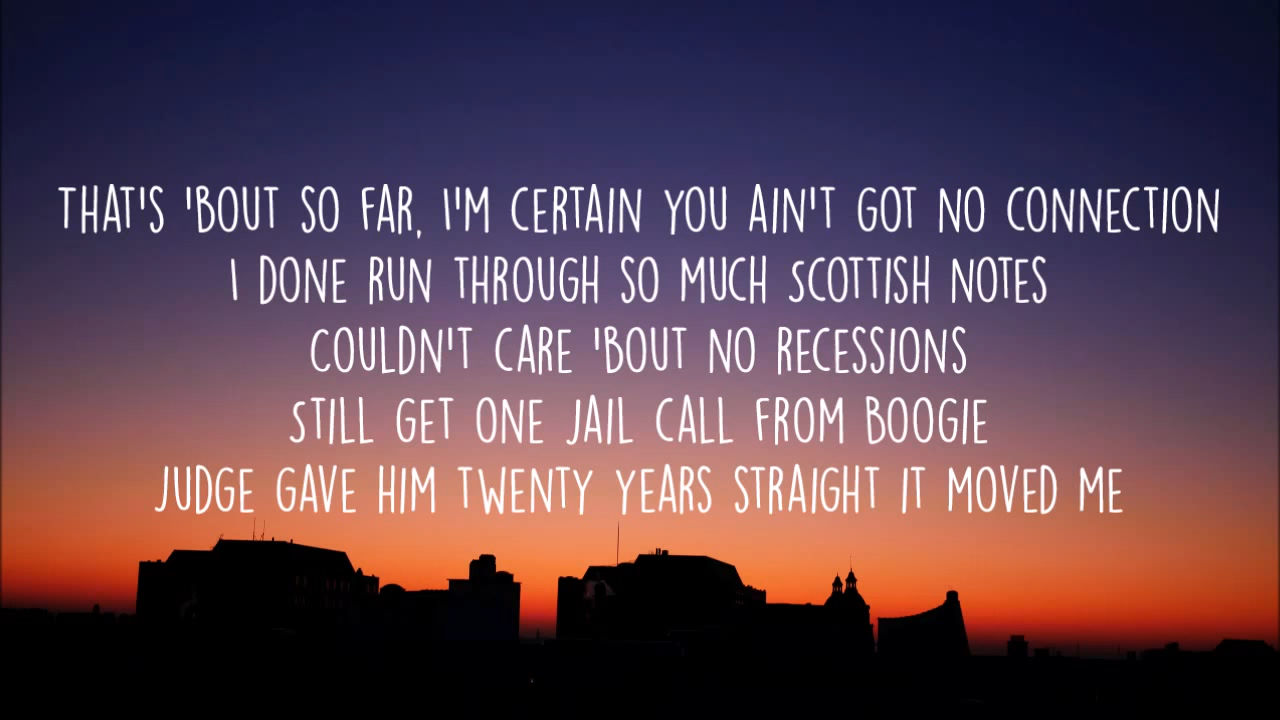 THAT'S 'BOUT SO FAR, I'M CERTAIN YOU AIN'T GOT NO CONNECTION
I DONE RUN THROUGH SO MUCH SCOTTISH NOTES
COULDN'T CARE 'BOUT NO RECESSIONS
STILL GET ONE JAIL CALL FROM BOOGIE
JUDGE GAVE HIM TWENTY YEARS STRAIGHT IT MOVED ME